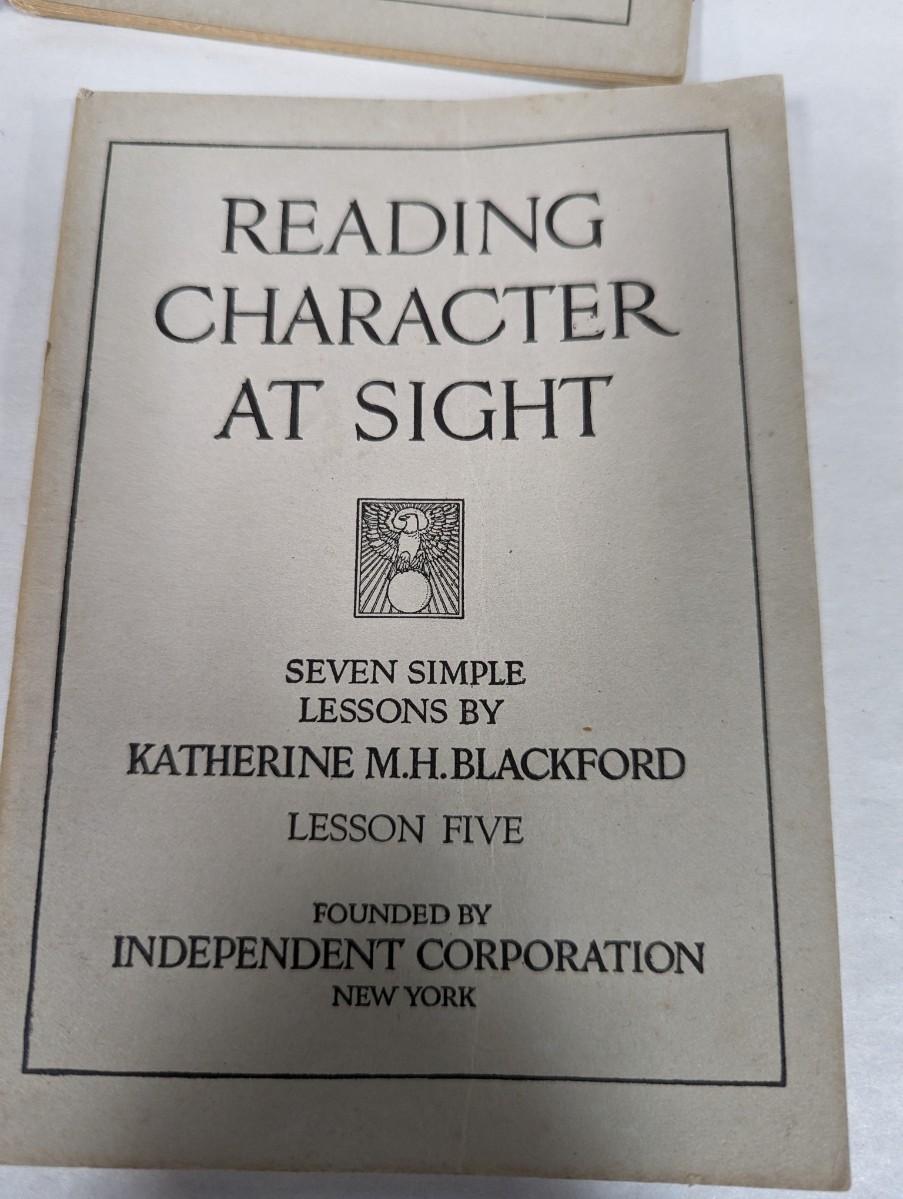 READING
CHARACTER
AT SIGHT
SEVEN SIMPLE
LESSONS BY
KATHERINE M.H.BLACKFORD
LESSON FIVE
FOUNDED BY
INDEPENDENT CORPORATION
NEW YORK